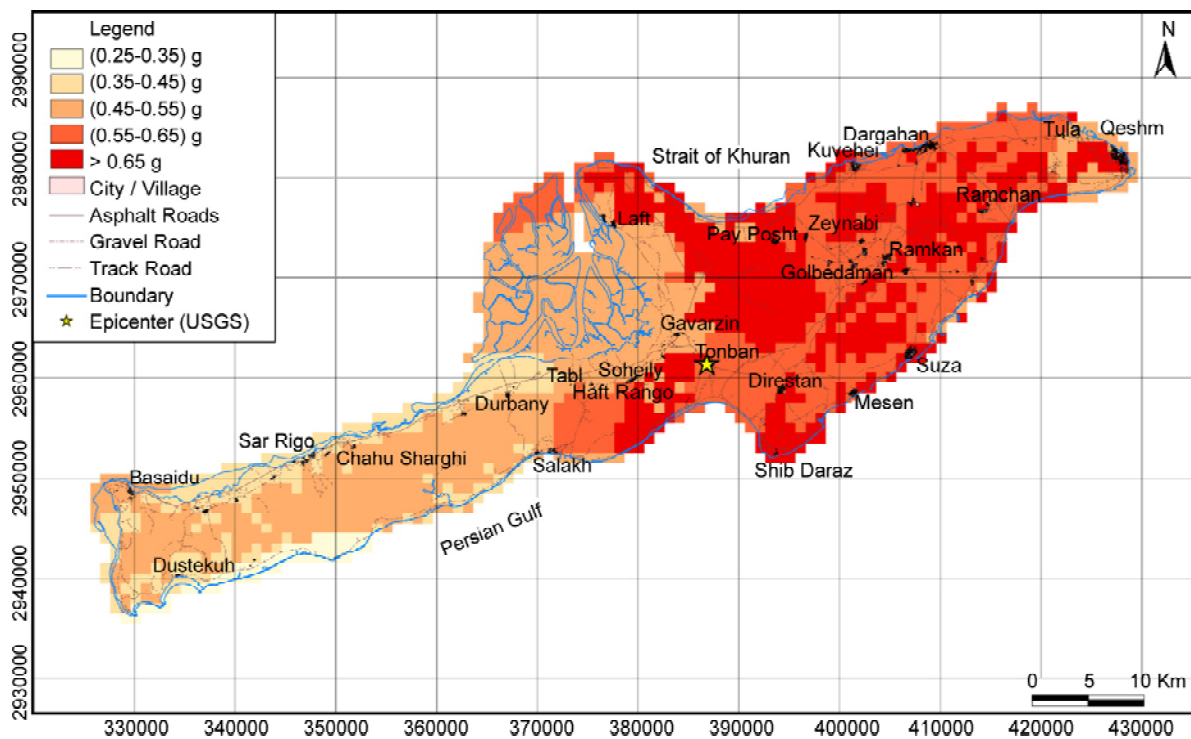 Legend
(0.25-0.35) g
(0.35-0.45) g
(0.45-0.55) g
(0.55-0.65) g
> 0.65 g
City / Village
Asphalt Roads
Gravel Road
Track Road
Boundary
Epicenter (USGS)
N
Strait of Khuran
Dargahan
Kuvehei
Tula
Qeshm
Laft
Pay Posht
Zeynabi
Ramchan
Ramkan
Golbedaman
Gavarzin
Tonban
Soheily
Tabl
Haft Rango
Direstan
Suza
Mesen
Durbany
Sar Rigo
Chahu Sharghi
Salakh
Shib Daraz
Basaidu
Persian Gulf
Dustekuh
0 5 10 Km
2990000
2980000
2970000
2960000
2950000
2940000
2930000
330000 340000 350000 360000 370000 380000 390000 400000 410000 420000 430000